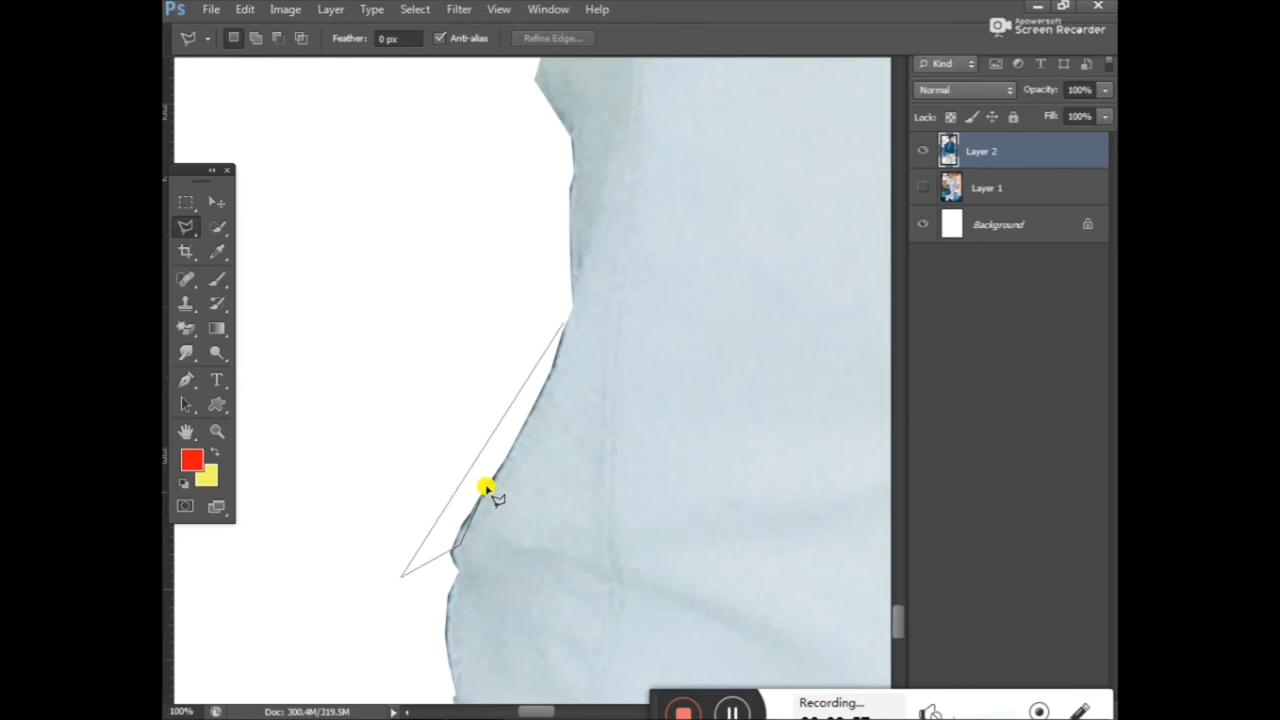 Ps File Edit Image Layer Type Select Filter View Window Help
Apowersoft
Screen Recorder
Feather: 0 px Anti-alias Refine Edge...
Kind
Normal Opacity: 100%
Lock: Fill: 100%
Layer 2
Layer 1
Background
T
Recording...
100% Doc: 300.4M/319.5M